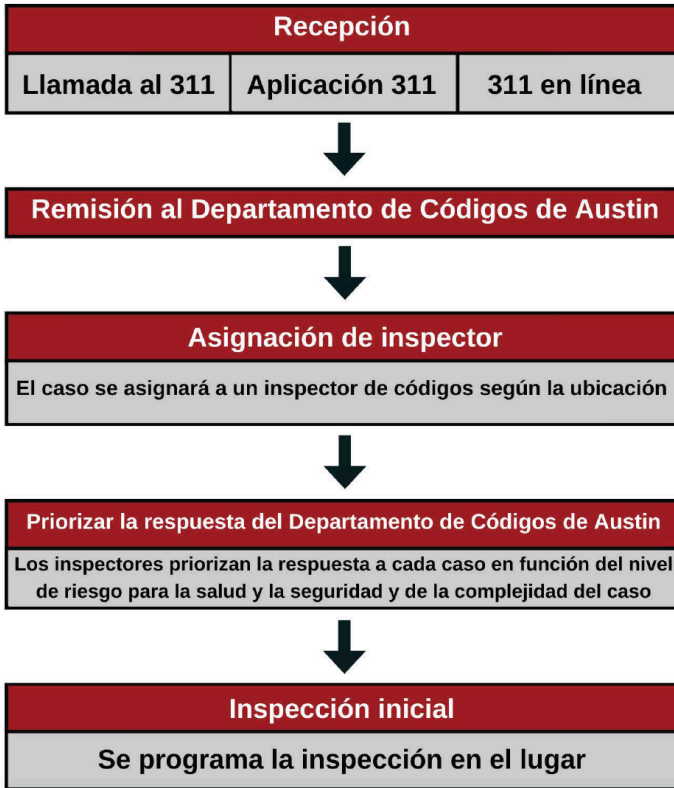 Recepción
Llamada al 311
Aplicación 311
311 en línea
Remisión al Departamento de Códigos de Austin
Asignación de inspector
El caso se asignará a un inspector de códigos según la ubicación
Priorizar la respuesta del Departamento de Códigos de Austin
Los inspectores priorizan la respuesta a cada caso en función del nivel
de riesgo para la salud y la seguridad y de la complejidad del caso
Inspección inicial
Se programa la inspección en el lugar